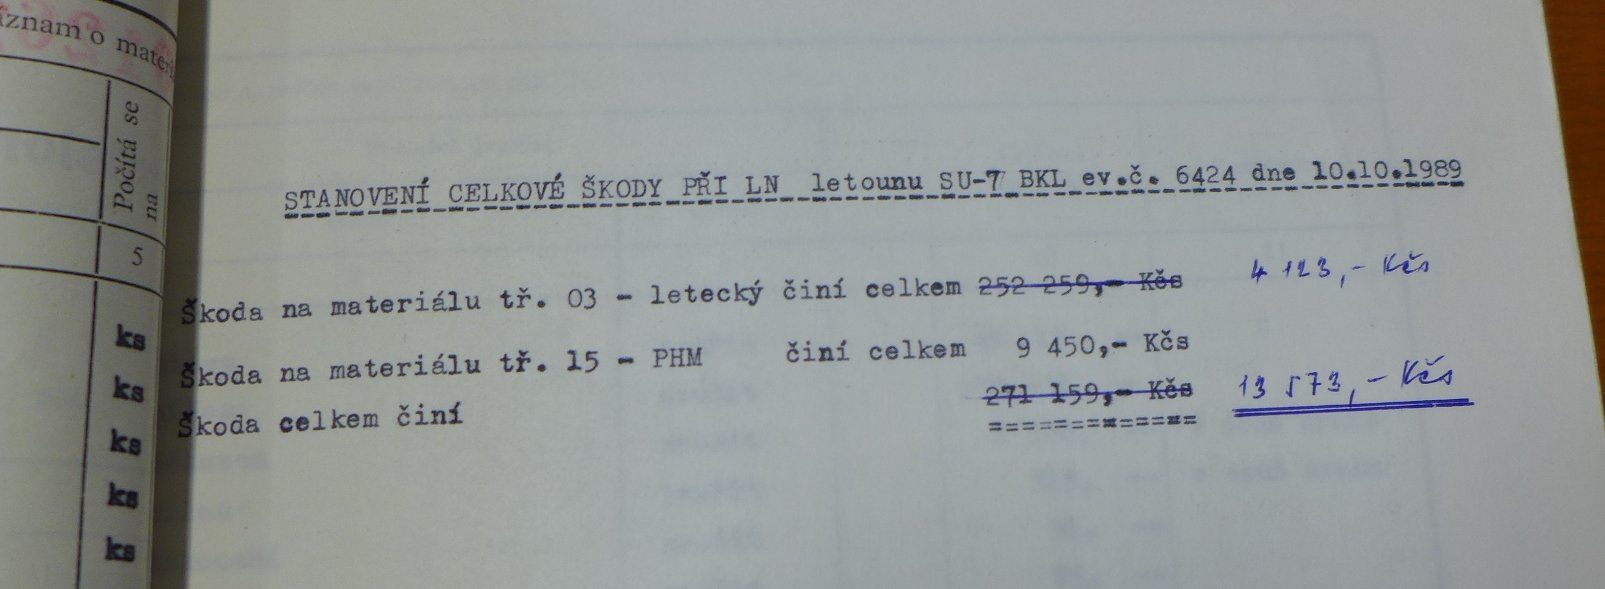 áznam o mater
Počítá se
na
5
ks
ks
ks
ks
ks
STANOVENÍ CELKOVÉ ŠKODY PŘI LN letounu SU-7 BKL ev.č. 6424 dne 10.10.1989
Škoda na materiálu tř. 03 - letecký činí celkem 252 259,- Kčs 4 123,- Kčs
Škoda na materiálu tř. 15 - PHM činí celkem 9 450,- Kčs
Škoda celkem činí 271 159,- Kčs 13 573,- Kčs